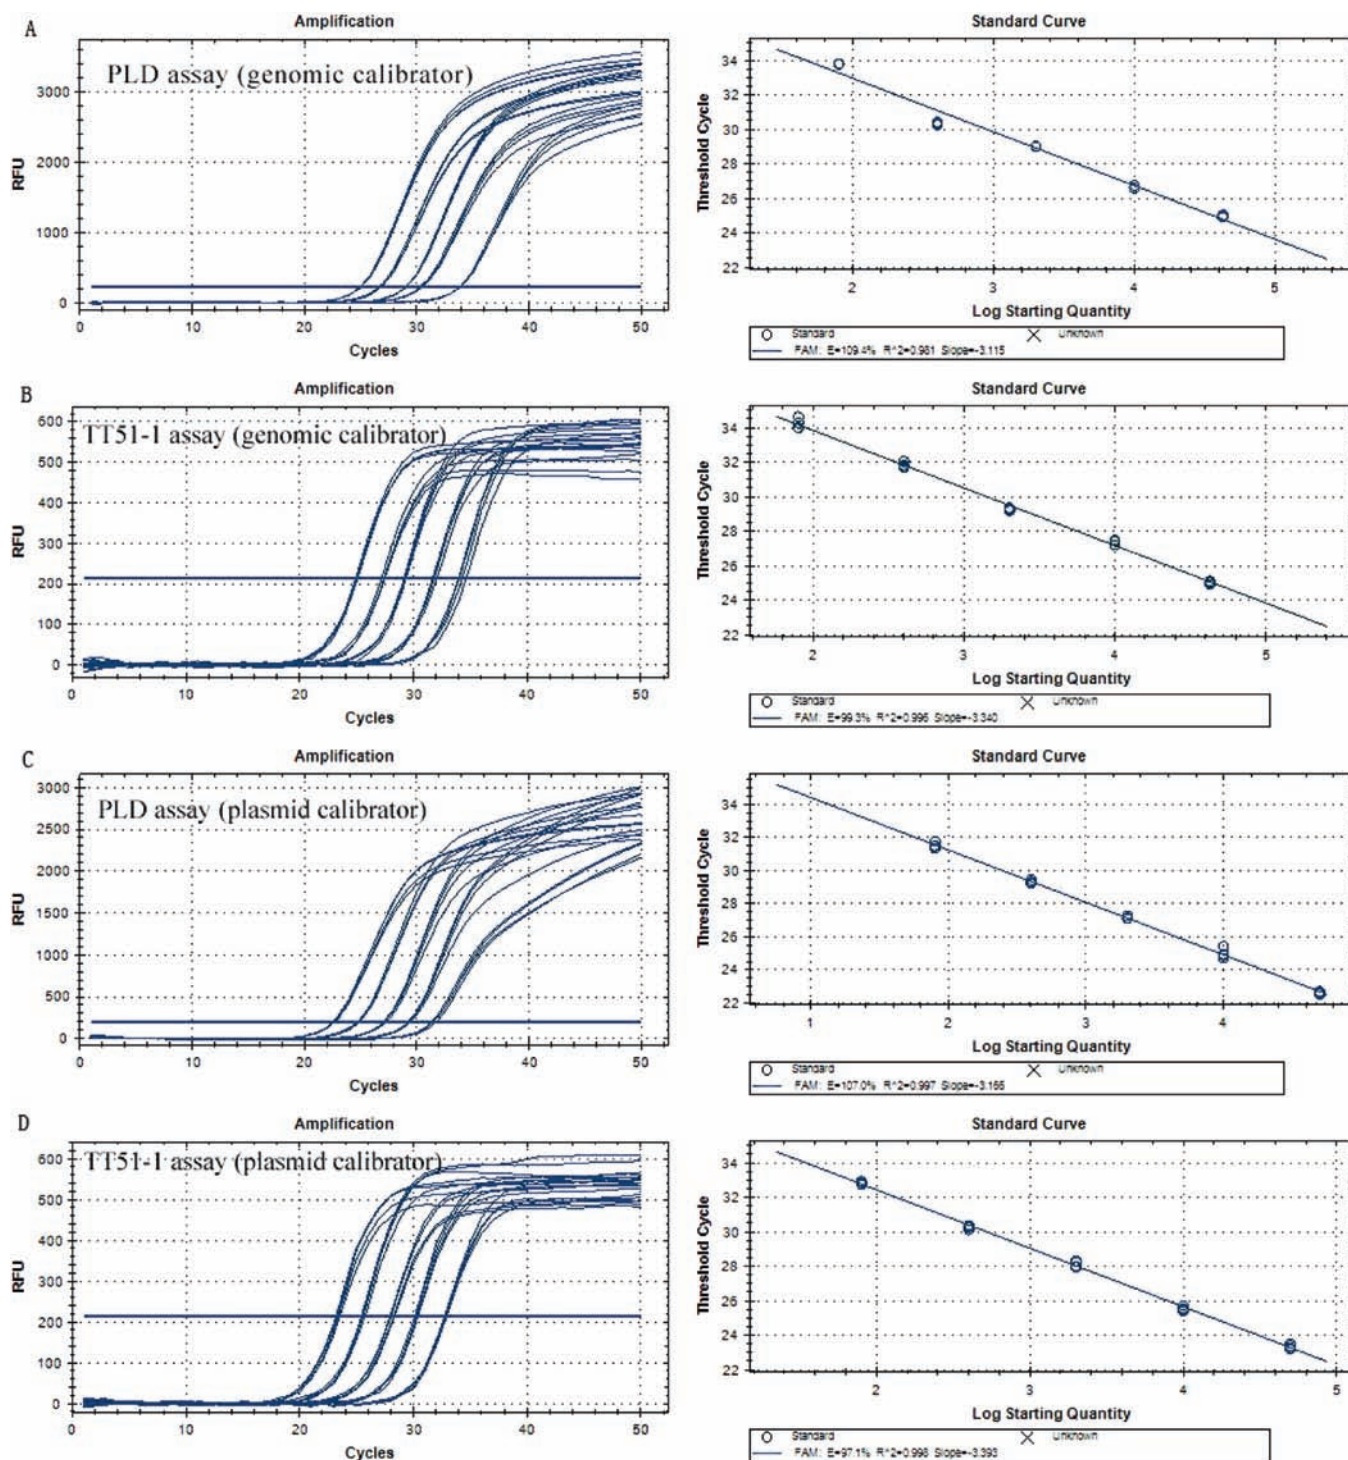 A
Amplification
PLD assay (genomic calibrator)
RFU
3000
2000
1000
0
0 10 20 30 40 50
Cycles
Standard Curve
Threshold Cycle
34
32
30
28
26
24
22
2 3 4 5
Log Starting Quantity
Standard Unknown
FAM: E=109.4% R^2=0.981 Slope=-3.115
B
Amplification
TT51-1 assay (genomic calibrator)
RFU
600
500
400
300
200
100
0
0 10 20 30 40 50
Cycles
Standard Curve
Threshold Cycle
34
32
30
28
26
24
22
2 3 4 5
Log Starting Quantity
Standard Unknown
FAM: E=99.3% R^2=0.996 Slope=-3.340
C
Amplification
PLD assay (plasmid calibrator)
RFU
3000
2500
2000
1500
1000
500
0
0 10 20 30 40 50
Cycles
Standard Curve
Threshold Cycle
34
32
30
28
26
24
22
1 2 3 4
Log Starting Quantity
Standard Unknown
FAM: E=107.0% R^2=0.997 Slope=-3.166
D
Amplification
TT51-1 assay (plasmid calibrator)
RFU
600
500
400
300
200
100
0
0 10 20 30 40 50
Cycles
Standard Curve
Threshold Cycle
34
32
30
28
26
24
22
2 3 4 5
Log Starting Quantity
Standard Unknown
FAM: E=97.1% R^2=0.998 Slope=-3.393